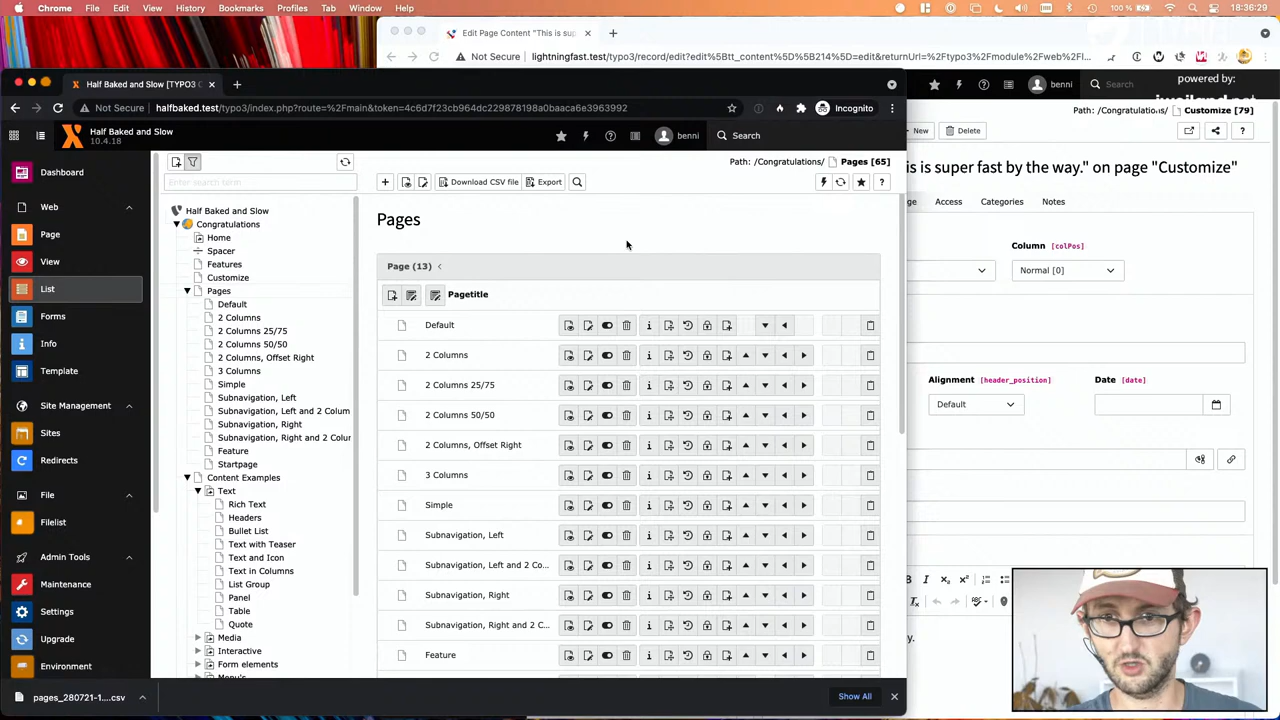 Chrome File Edit View History Bookmarks Profiles Tab Window Help 100 % 18:36:29
Edit Page Content "This is sup
Not Secure lightningfast.test/typo3/record/edit?edit%5Btt_content%5D%5B214%5D=edit&returnUrl=%2Ftypo3%2Fmodule%2Fweb%2Fl
Half Baked and Slow [TYPO3 C
benni Search
powered by:
Not Secure halfbaked.test/typo3/index.php?route=%2Fmain&token=4c6d7f23cb964dc229878198a0baaca6e3963992 Incognito
Path: /Congratulations/ Customize [79]
Half Baked and Slow
10.4.18
benni Search
New Delete
Path: /Congratulations/ Pages [65]
is is super fast by the way." on page "Customize"
Enter search term
Download CSV file Export
ge Access Categories Notes
Dashboard
Web
Page
View
List
Forms
Info
Template
Site Management
Sites
Redirects
File
Filelist
Admin Tools
Maintenance
Settings
Upgrade
Environment
Half Baked and Slow
Congratulations
Home
Spacer
Features
Customize
Pages
Default
2 Columns
2 Columns 25/75
2 Columns 50/50
2 Columns, Offset Right
3 Columns
Simple
Subnavigation, Left
Subnavigation, Left and 2 Colum
Subnavigation, Right
Subnavigation, Right and 2 Colur
Feature
Startpage
Content Examples
Text
Rich Text
Headers
Bullet List
Text with Teaser
Text and Icon
Text in Columns
List Group
Panel
Table
Quote
Media
Interactive
Form elements
Menu's
Pages
Page (13)
Pagetitle
Default
2 Columns
2 Columns 25/75
2 Columns 50/50
2 Columns, Offset Right
3 Columns
Simple
Subnavigation, Left
Subnavigation, Left and 2 Co...
Subnavigation, Right
Subnavigation, Right and 2 C...
Feature
Column [colPos]
Normal [0]
Alignment [header_position] Date [date]
Default
y.
pages_280721-1....csv
Show All